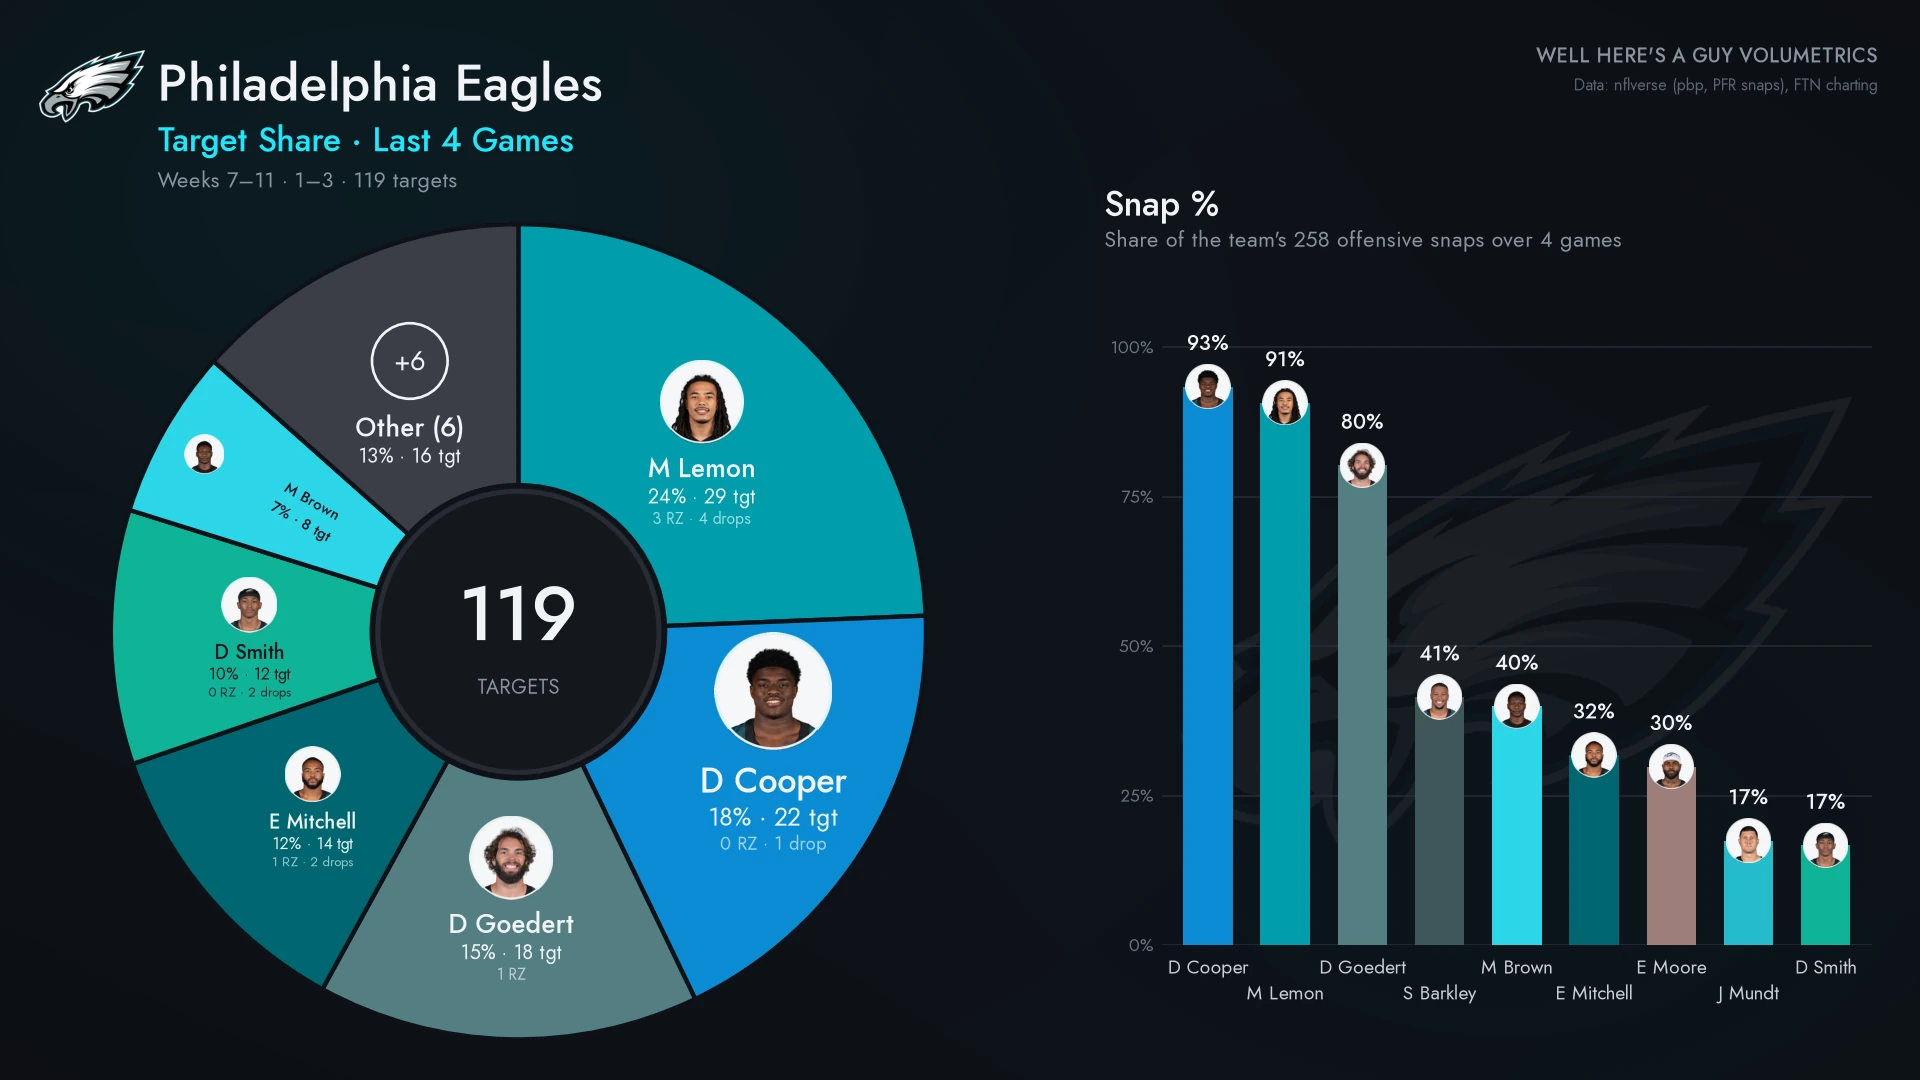 Philadelphia Eagles
Target Share · Last 4 Games
Weeks 7–11 · 1–3 · 119 targets
WELL HERE'S A GUY VOLUMETRICS
Data: nflverse (pbp, PFR snaps), FTN charting
+6
Other (6)
13% · 16 tgt
M Lemon
24% · 29 tgt
3 RZ · 4 drops
M Brown
7% · 8 tgt
D Smith
10% · 12 tgt
0 RZ · 2 drops
119
TARGETS
D Cooper
18% · 22 tgt
0 RZ · 1 drop
E Mitchell
12% · 14 tgt
1 RZ · 2 drops
D Goedert
15% · 18 tgt
1 RZ
Snap %
Share of the team's 258 offensive snaps over 4 games
100%
75%
50%
25%
0%
93%
91%
80%
41%
40%
32%
30%
17%
17%
D Cooper
M Lemon
D Goedert
S Barkley
M Brown
E Mitchell
E Moore
J Mundt
D Smith